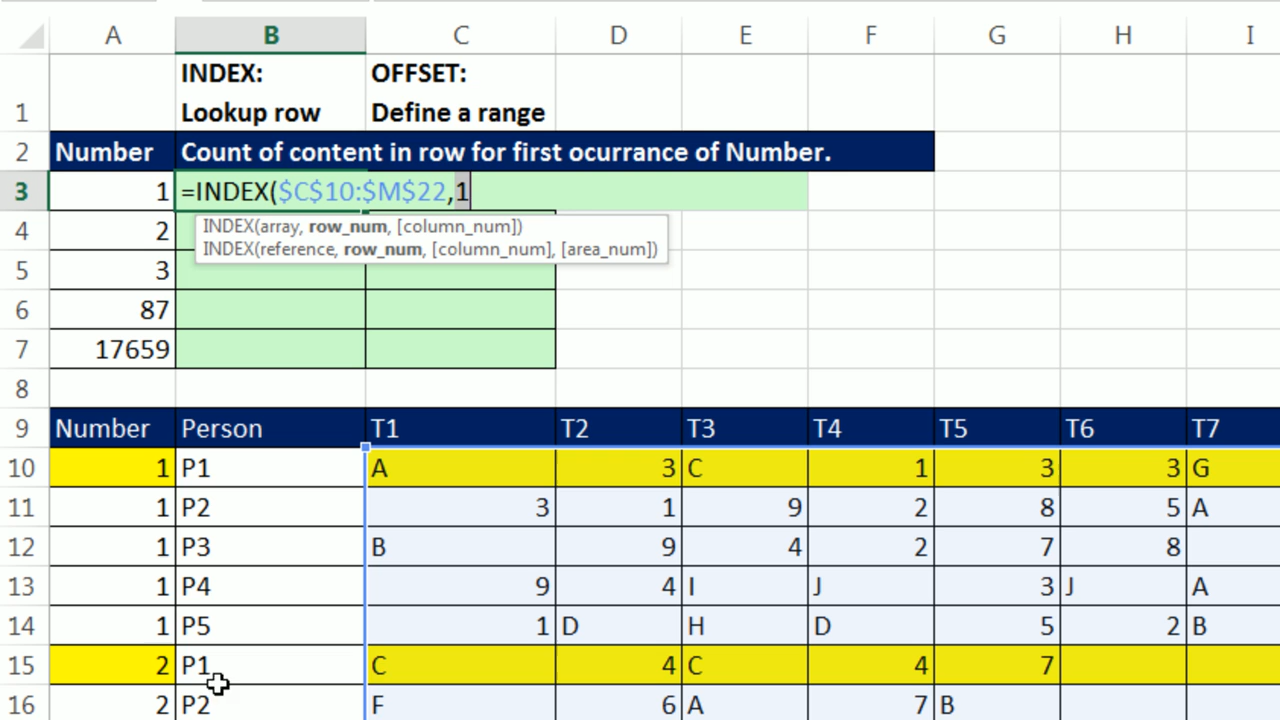 A B C D E F G H I
INDEX: OFFSET:
1 Lookup row Define a range
2 Number Count of content in row for first ocurrance of Number.
3 1 =INDEX($C$10:$M$22,1
4 2 INDEX(array, row_num, [column_num])
INDEX(reference, row_num, [column_num], [area_num])
5 3
6 87
7 17659
8
9 Number Person T1 T2 T3 T4 T5 T6 T7
10 1 P1 A 3 C 1 3 3 G
11 1 P2 3 1 9 2 8 5 A
12 1 P3 B 9 4 2 7 8
13 1 P4 9 4 I J 3 J A
14 1 P5 1 D H D 5 2 B
15 2 P1 C 4 C 4 7
16 2 P2 F 6 A 7 B